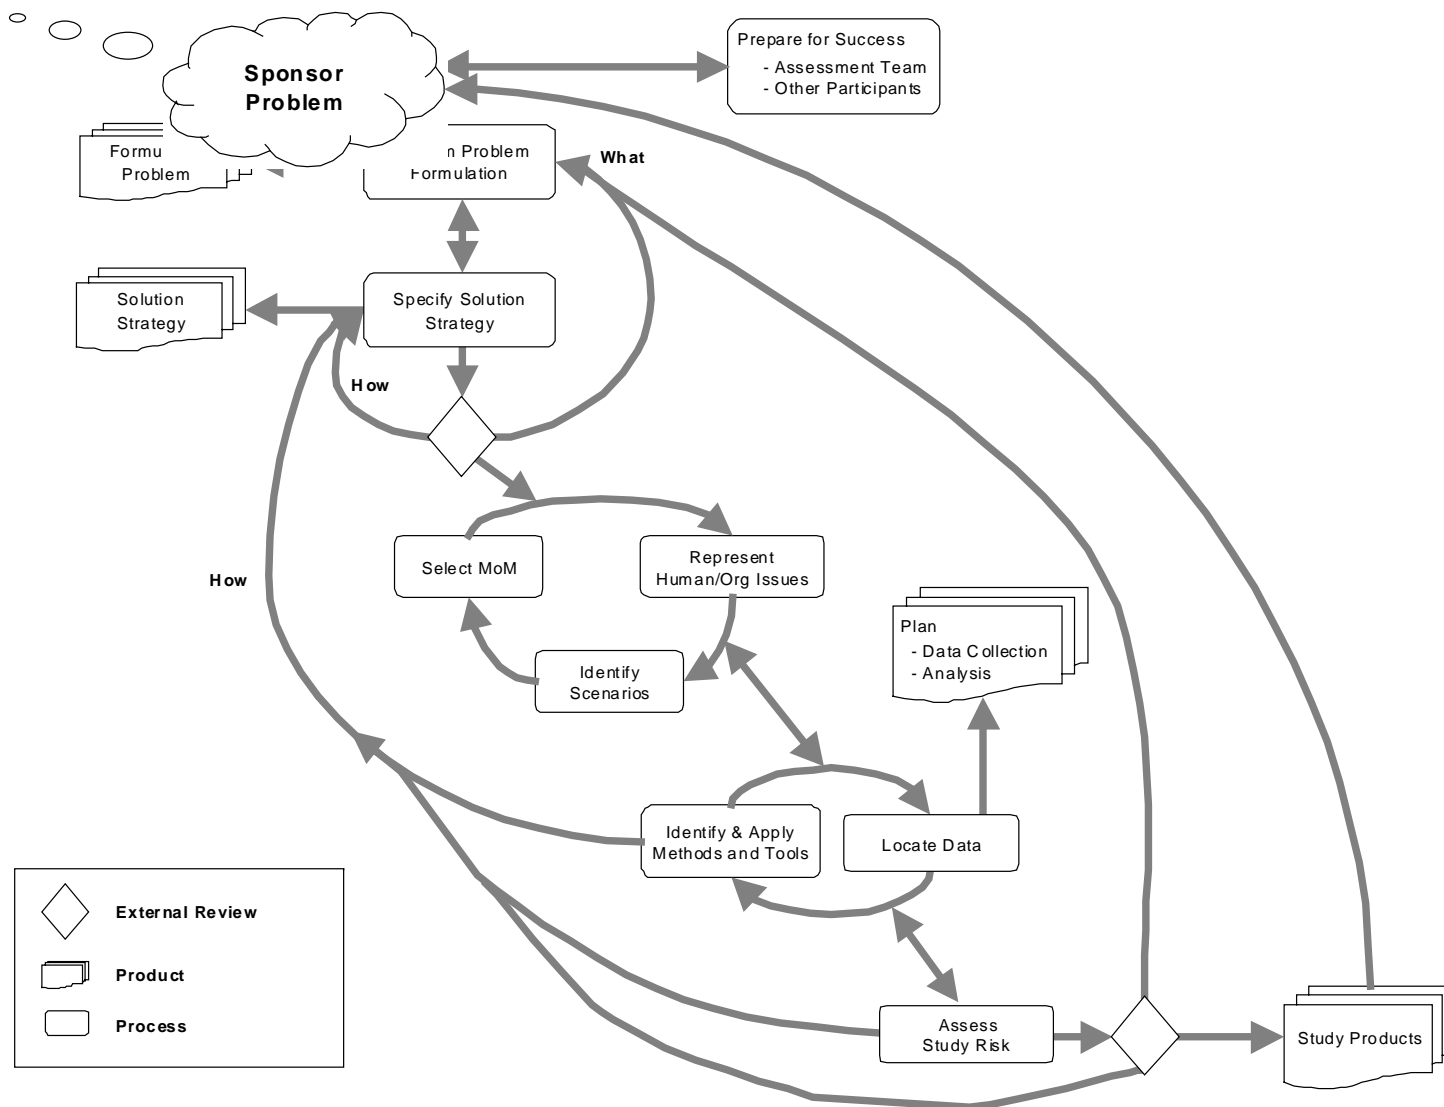 Sponsor
Problem
Prepare for Success
- Assessment Team
- Other Participants
Formu
Problem
n Problem
Formulation
What
Solution
Strategy
Specify Solution
Strategy
How
Select MoM
Represent
Human/Org Issues
How
Identify
Scenarios
Plan
- Data Collection
- Analysis
Identify & Apply
Methods and Tools
Locate Data
External Review
Product
Process
Assess
Study Risk
Study Products